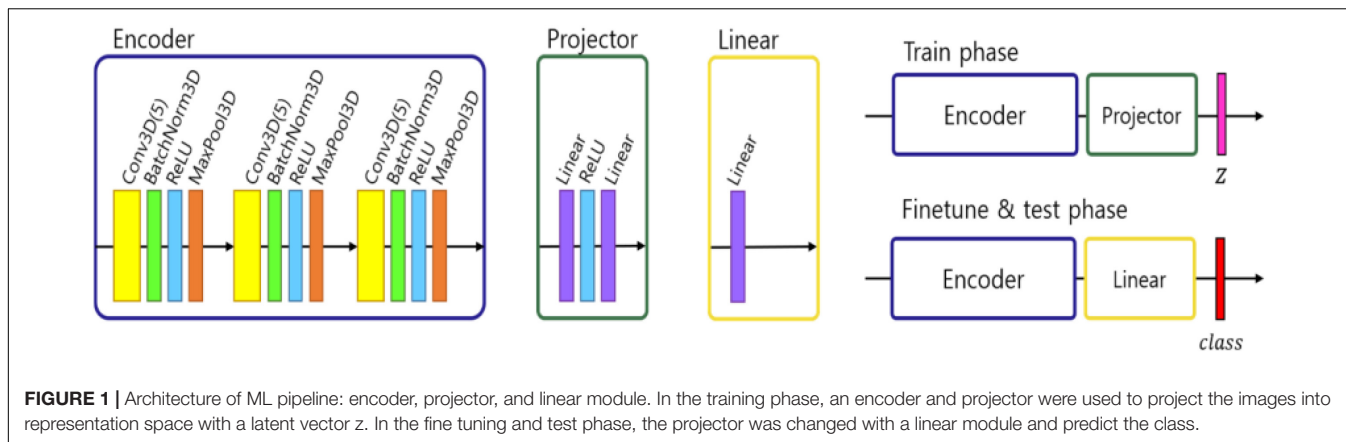 Encoder
Conv3D(5)
BatchNorm3D
ReLU
MaxPool3D
Conv3D(5)
BatchNorm3D
ReLU
MaxPool3D
Conv3D(5)
BatchNorm3D
ReLU
MaxPool3D
Projector
Linear
ReLU
Linear
Linear
Linear
Train phase
Encoder
Projector
z
Finetune & test phase
Encoder
Linear
class
FIGURE 1 | Architecture of ML pipeline: encoder, projector, and linear module. In the training phase, an encoder and projector were used to project the images into
representation space with a latent vector z. In the fine tuning and test phase, the projector was changed with a linear module and predict the class.